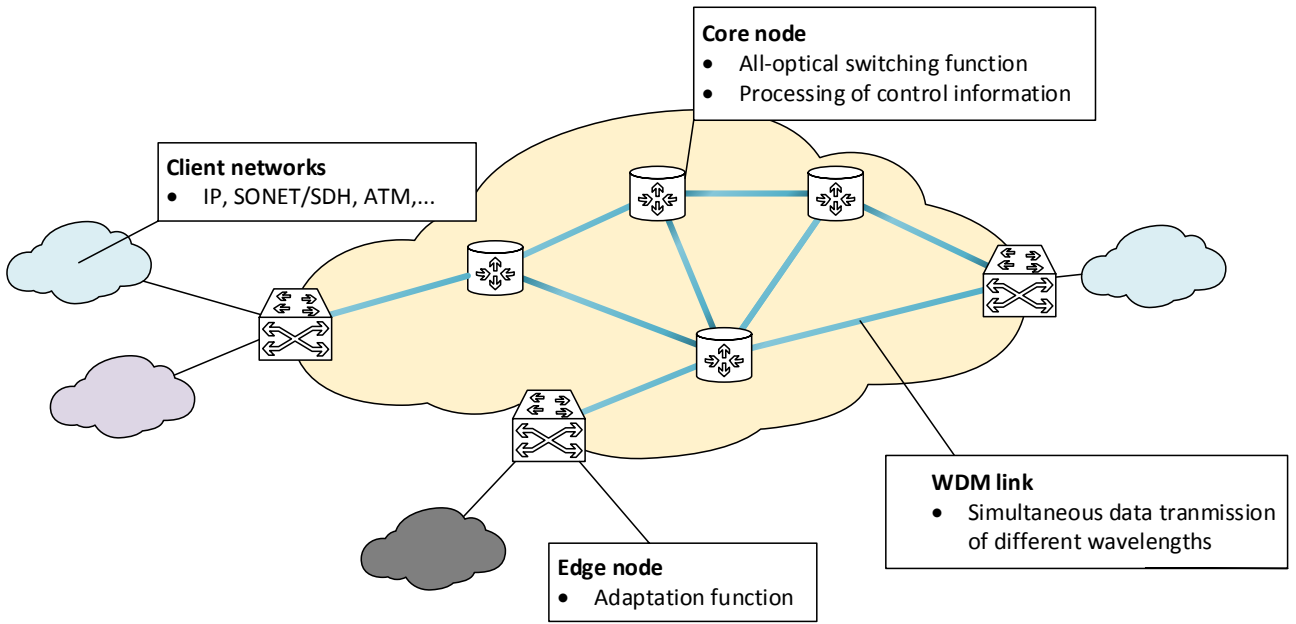 Core node
• All-optical switching function
• Processing of control information
Client networks
• IP, SONET/SDH, ATM,...
WDM link
• Simultaneous data tranmission
of different wavelengths
Edge node
• Adaptation function